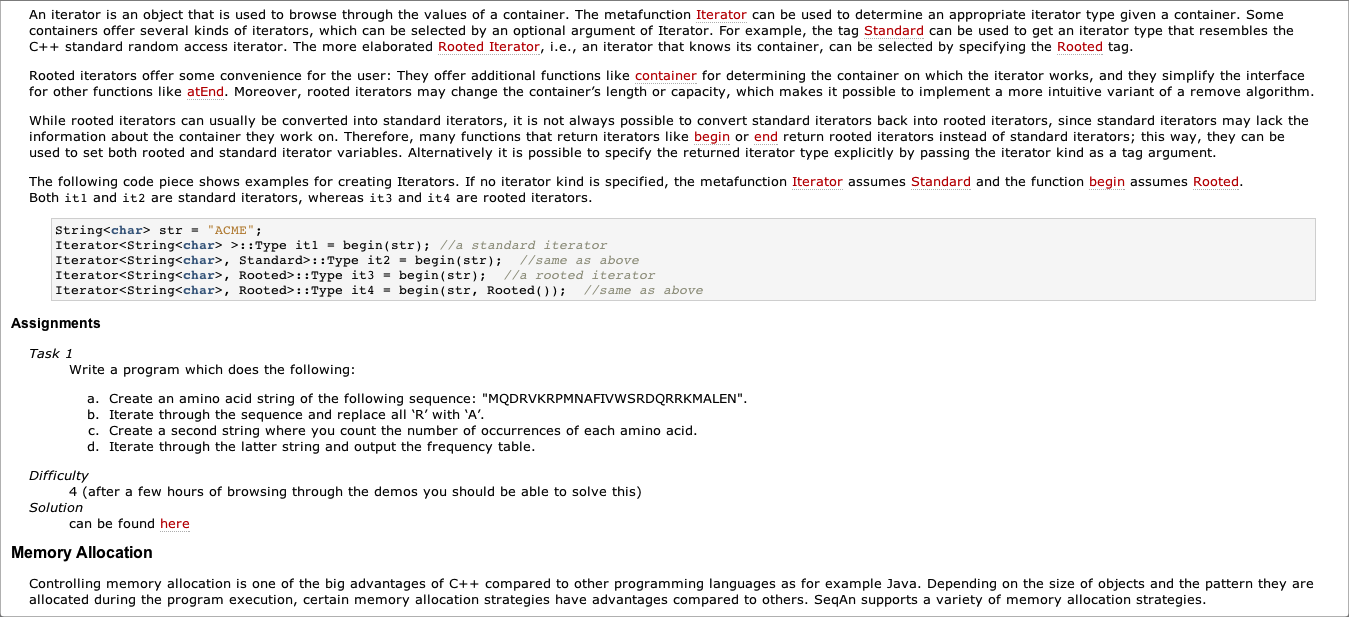 An iterator is an object that is used to browse through the values of a container. The metafunction Iterator can be used to determine an appropriate iterator type given a container. Some
containers offer several kinds of iterators, which can be selected by an optional argument of Iterator. For example, the tag Standard can be used to get an iterator type that resembles the
C++ standard random access iterator. The more elaborated Rooted Iterator, i.e., an iterator that knows its container, can be selected by specifying the Rooted tag.
Rooted iterators offer some convenience for the user: They offer additional functions like container for determining the container on which the iterator works, and they simplify the interface
for other functions like atEnd. Moreover, rooted iterators may change the container’s length or capacity, which makes it possible to implement a more intuitive variant of a remove algorithm.
While rooted iterators can usually be converted into standard iterators, it is not always possible to convert standard iterators back into rooted iterators, since standard iterators may lack the
information about the container they work on. Therefore, many functions that return iterators like begin or end return rooted iterators instead of standard iterators; this way, they can be
used to set both rooted and standard iterator variables. Alternatively it is possible to specify the returned iterator type explicitly by passing the iterator kind as a tag argument.
The following code piece shows examples for creating Iterators. If no iterator kind is specified, the metafunction Iterator assumes Standard and the function begin assumes Rooted.
Both it1 and it2 are standard iterators, whereas it3 and it4 are rooted iterators.
String<char> str = "ACME";
Iterator<String<char> >::Type it1 = begin(str); //a standard iterator
Iterator<String<char>, Standard>::Type it2 = begin(str);  //same as above
Iterator<String<char>, Rooted>::Type it3 = begin(str);  //a rooted iterator
Iterator<String<char>, Rooted>::Type it4 = begin(str, Rooted());  //same as above
Assignments
Task 1
Write a program which does the following:
a. Create an amino acid string of the following sequence: "MQDRVKRPMNAFIVWSRDQRRKMALEN".
b. Iterate through the sequence and replace all ‘R’ with ‘A’.
c. Create a second string where you count the number of occurrences of each amino acid.
d. Iterate through the latter string and output the frequency table.
Difficulty
4 (after a few hours of browsing through the demos you should be able to solve this)
Solution
can be found here
Memory Allocation
Controlling memory allocation is one of the big advantages of C++ compared to other programming languages as for example Java. Depending on the size of objects and the pattern they are
allocated during the program execution, certain memory allocation strategies have advantages compared to others. SeqAn supports a variety of memory allocation strategies.